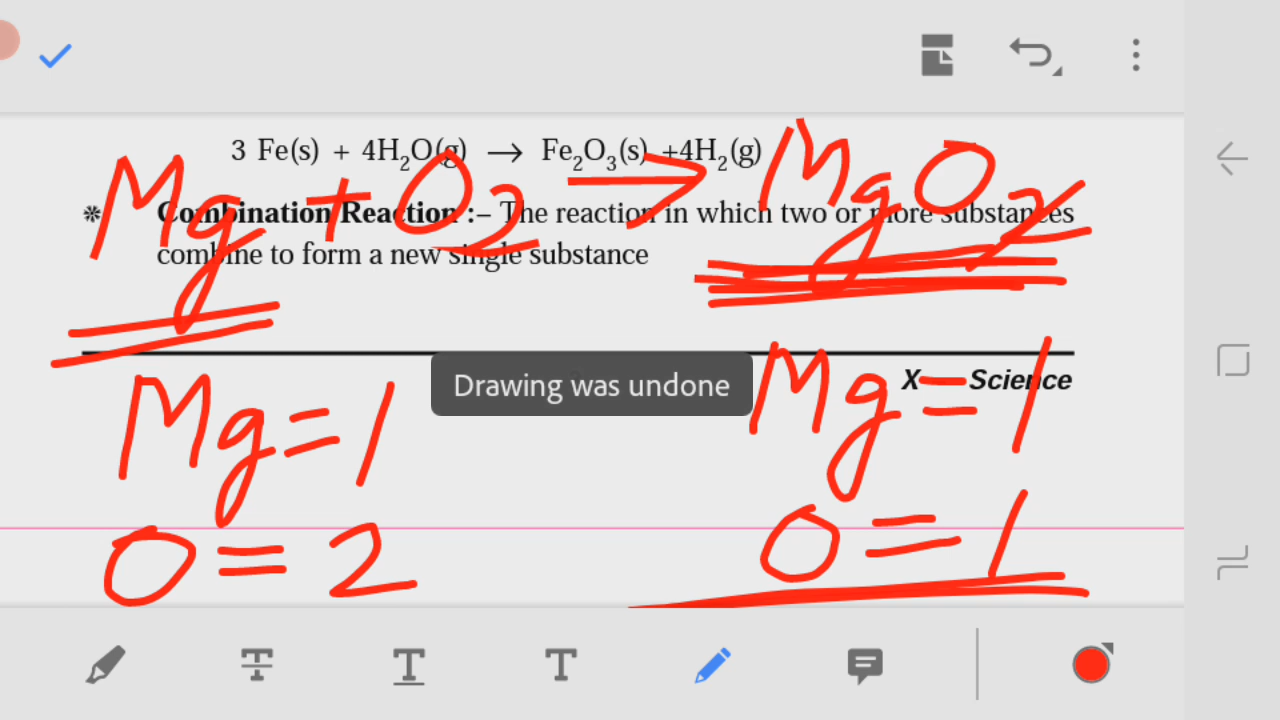 3 Fe(s) + 4H₂O(g) → Fe₂O₃(s) +4H₂(g)
Mg + O₂ → MgO₂
* Combination Reaction :– The reaction in which two or more substances
combine to form a new single substance
Drawing was undone
X – Science
Mg=1 Mg=1
O=2 O=1